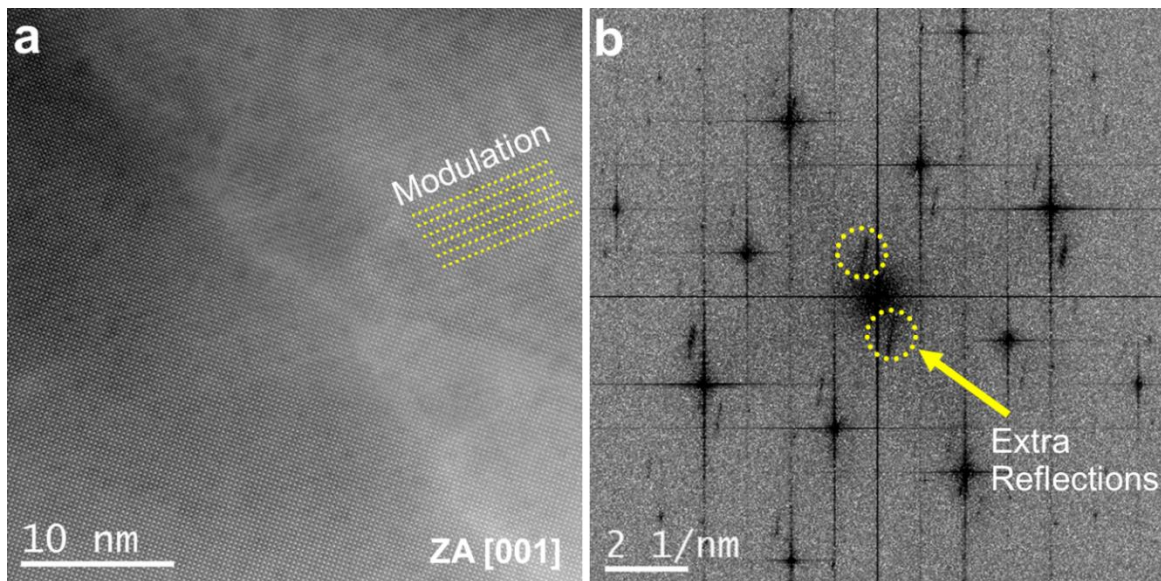 a
Modulation
10 nm
ZA [001]
b
Extra
Reflections
2 1/nm